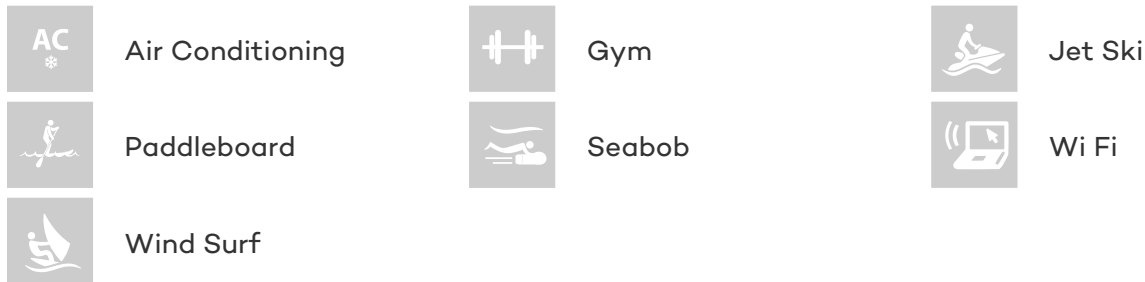 AC
Air Conditioning
Gym
Jet Ski
Paddleboard
Seabob
Wi Fi
Wind Surf